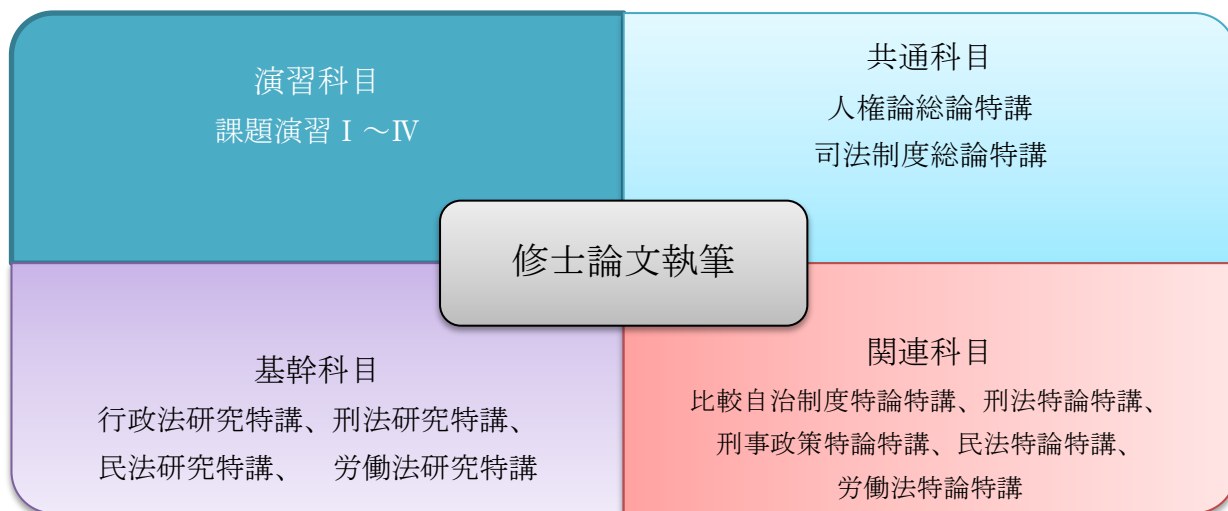 演習科目
課題演習Ⅰ～Ⅳ
共通科目
人権論総論特講
司法制度総論特講
修士論文執筆
基幹科目
行政法研究特講、刑法研究特講、
民法研究特講、　労働法研究特講
関連科目
比較自治制度特論特講、刑法特論特講、
刑事政策特論特講、民法特論特講、
労働法特論特講